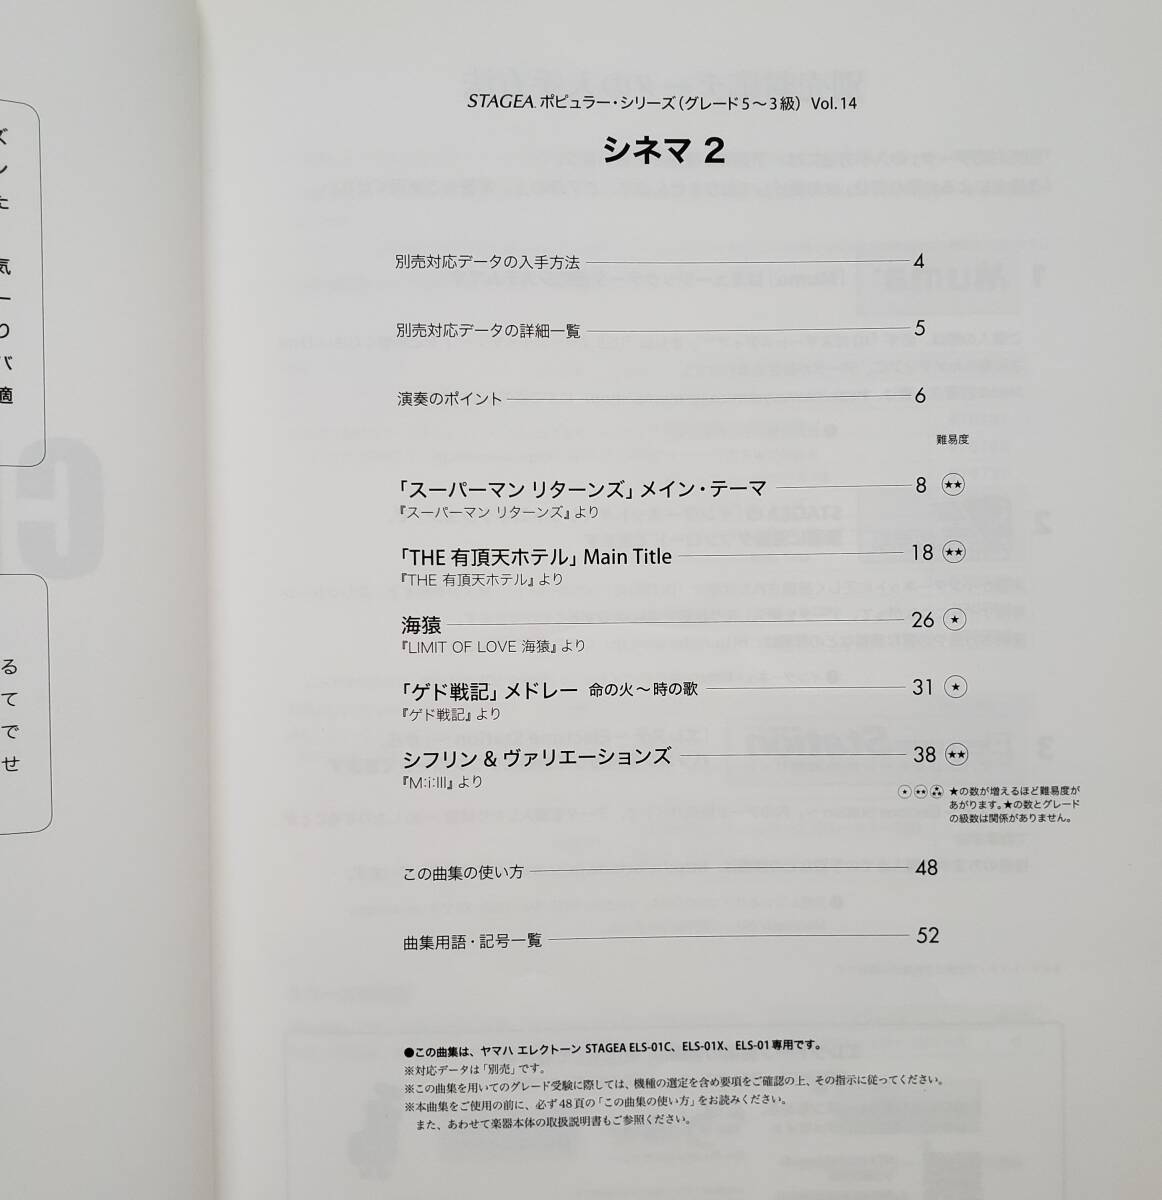 STAGEA ポピュラー・シリーズ（グレード5～3級） Vol.14
シネマ 2
別売対応データの入手方法 4
別売対応データの詳細一覧 5
演奏のポイント 6
難易度
「スーパーマン リターンズ」メイン・テーマ 8 ★★
『スーパーマン リターンズ』より
「THE 有頂天ホテル」Main Title 18 ★★
『THE 有頂天ホテル』より
海猿 26 ★
『LIMIT OF LOVE 海猿』より
「ゲド戦記」メドレー 命の火～時の歌 31 ★
『ゲド戦記』より
シフリン & ヴァリエーションズ 38 ★★
『M:i:III』より
★ ★★ ★★★ ★の数が増えるほど難易度が
あがります。★の数とグレード
の級数は関係がありません。
この曲集の使い方 48
曲集用語・記号一覧 52
●この曲集は、ヤマハ エレクトーン STAGEA ELS-01C、ELS-01X、ELS-01専用です。
※対応データは「別売」です。
※この曲集を用いてのグレード受験に際しては、機種の選定を含め要項をご確認の上、その指示に従ってください。
※本曲集をご使用の前に、必ず48頁の「この曲集の使い方」をお読みください。
また、あわせて楽器本体の取扱説明書もご参照ください。